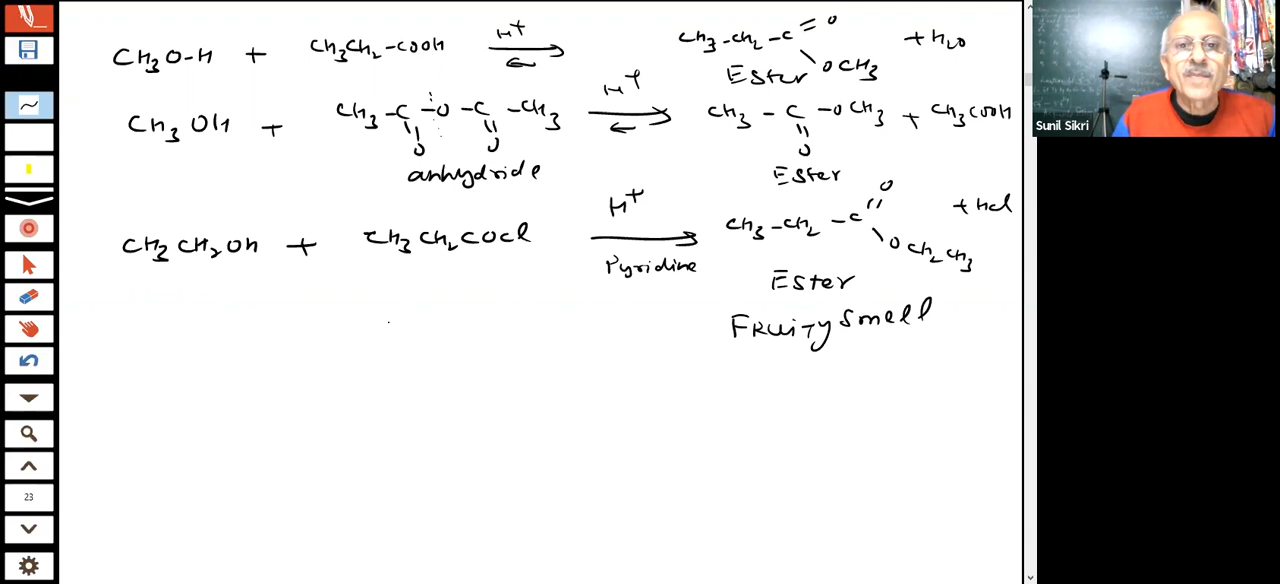 CH3O-H + CH3CH2-COOH H+ CH3-CH2-C=O OCH3 +H2O
Ester
CH3OH + CH3-C-O-C-CH3 H+ CH3-C-OCH3 + CH3COOH
O O O
anhydride Ester
CH3CH2OH + CH3CH2COCl H+ Pyridine CH3-CH2-C=O OCH2CH3 +HCl
Ester
FRUITY Smell
Sunil Sikri
23